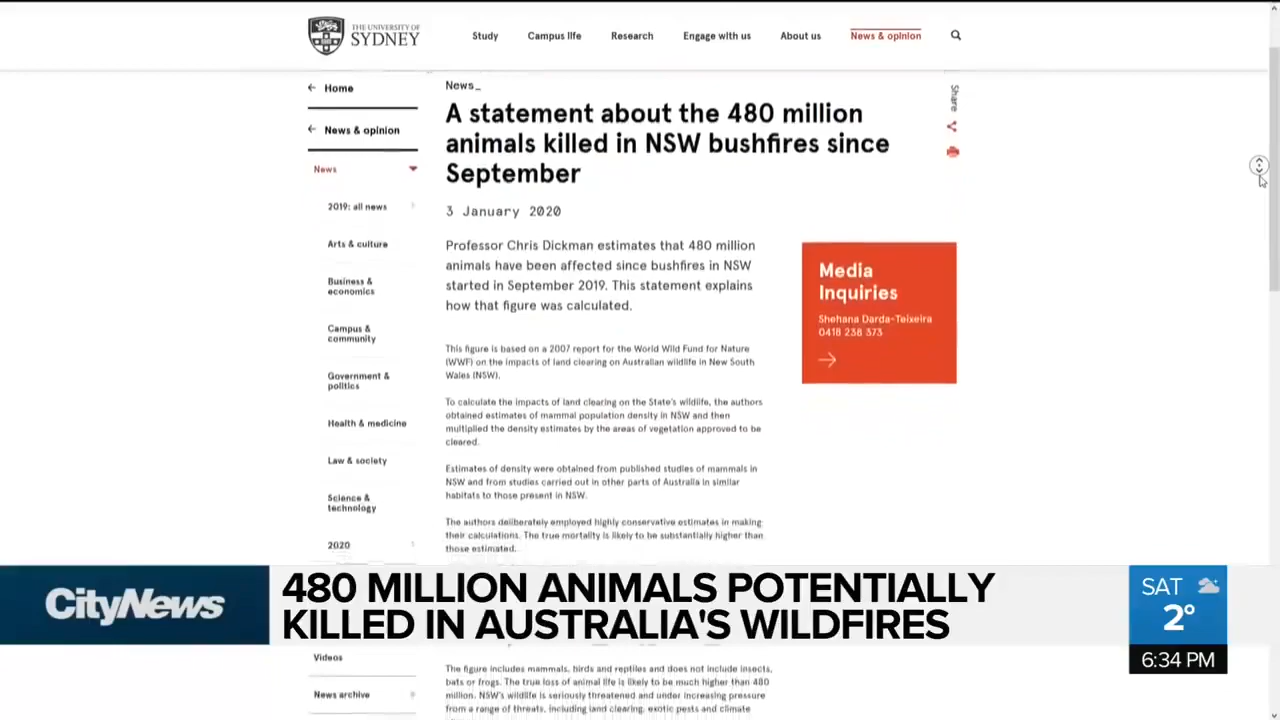 THE UNIVERSITY OF
SYDNEY
Study
Campus life
Research
Engage with us
About us
News & opinion
Home
News & opinion
News
2019: all news
Arts & culture
Business &
economics
Campus &
community
Government &
politics
Health & medicine
Law & society
Science &
technology
2020
Videos
News archive
News_
A statement about the 480 million
animals killed in NSW bushfires since
September
3 January 2020
Professor Chris Dickman estimates that 480 million
animals have been affected since bushfires in NSW
started in September 2019. This statement explains
how that figure was calculated.
This figure is based on a 2007 report for the World Wild Fund for Nature
(WWF) on the impacts of land clearing on Australian wildlife in New South
Wales (NSW).
To calculate the impacts of land clearing on the State's wildlife, the authors
obtained estimates of mammal population density in NSW and then
multiplied the density estimates by the areas of vegetation approved to be
cleared.
Estimates of density were obtained from published studies of mammals in
NSW and from studies carried out in other parts of Australia in similar
habitats to those present in NSW.
The authors deliberately employed highly conservative estimates in making
their calculations. The true mortality is likely to be substantially higher than
those estimated.
The figure includes mammals, birds and reptiles and does not include insects,
bats or frogs. The true loss of animal life is likely to be much higher than 480
million. NSW's wildlife is seriously threatened and under increasing pressure
from a range of threats, including land clearing, exotic pests and climate
Share
Media
Inquiries
Shehana Darda-Teixeira
0418 238 373
CityNews
480 MILLION ANIMALS POTENTIALLY
KILLED IN AUSTRALIA'S WILDFIRES
SAT
2°
6:34 PM